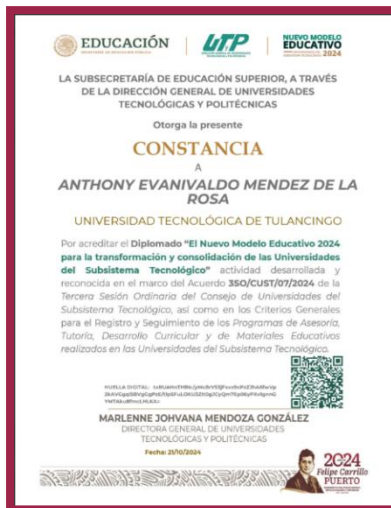 EDUCACIÓN
SECRETARÍA DE EDUCACIÓN PÚBLICA
UTP
NUEVO MODELO
EDUCATIVO
2024
LA SUBSECRETARÍA DE EDUCACIÓN SUPERIOR, A TRAVÉS
DE LA DIRECCIÓN GENERAL DE UNIVERSIDADES
TECNOLÓGICAS Y POLITÉCNICAS
Otorga la presente
CONSTANCIA
A
ANTHONY EVANIVALDO MENDEZ DE LA
ROSA
UNIVERSIDAD TECNOLÓGICA DE TULANCINGO
Por acreditar el Diplomado "El Nuevo Modelo Educativo 2024
para la transformación y consolidación de las Universidades
del Subsistema Tecnológico" actividad desarrollada y
reconocida en el marco del Acuerdo 3SO/CUST/07/2024 de la
Tercera Sesión Ordinaria del Consejo de Universidades del
Subsistema Tecnológico, así como en los Criterios Generales
para el Registro y Seguimiento de los Programas de Asesoría,
Tutoría, Desarrollo Curricular y de Materiales Educativos
realizados en las Universidades del Subsistema Tecnológico.
HUELLA DIGITAL:
MARLENNE JOHVANA MENDOZA GONZÁLEZ
DIRECTORA GENERAL DE UNIVERSIDADES
TECNOLÓGICAS Y POLITÉCNICAS
Fecha: 21/10/2024
2024
Felipe Carrillo
PUERTO